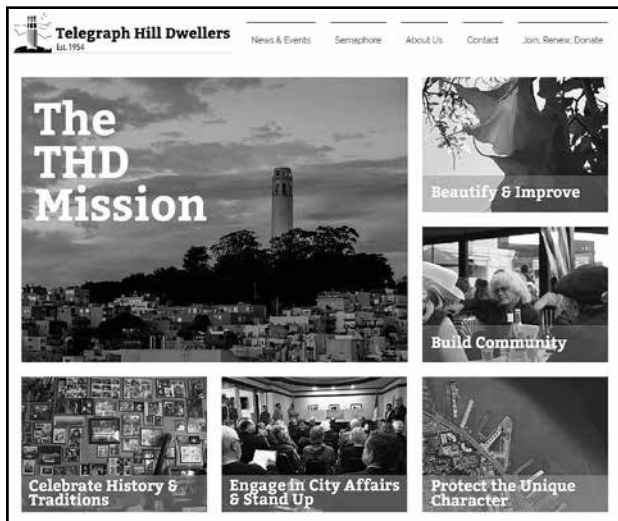 Telegraph Hill Dwellers
Est. 1954
News & Events
Semaphore
About Us
Contact
Join, Renew, Donate
The
THD
Mission
Beautify & Improve
Build Community
Celebrate History &
Traditions
Engage in City Affairs
& Stand Up
Protect the Unique
Character